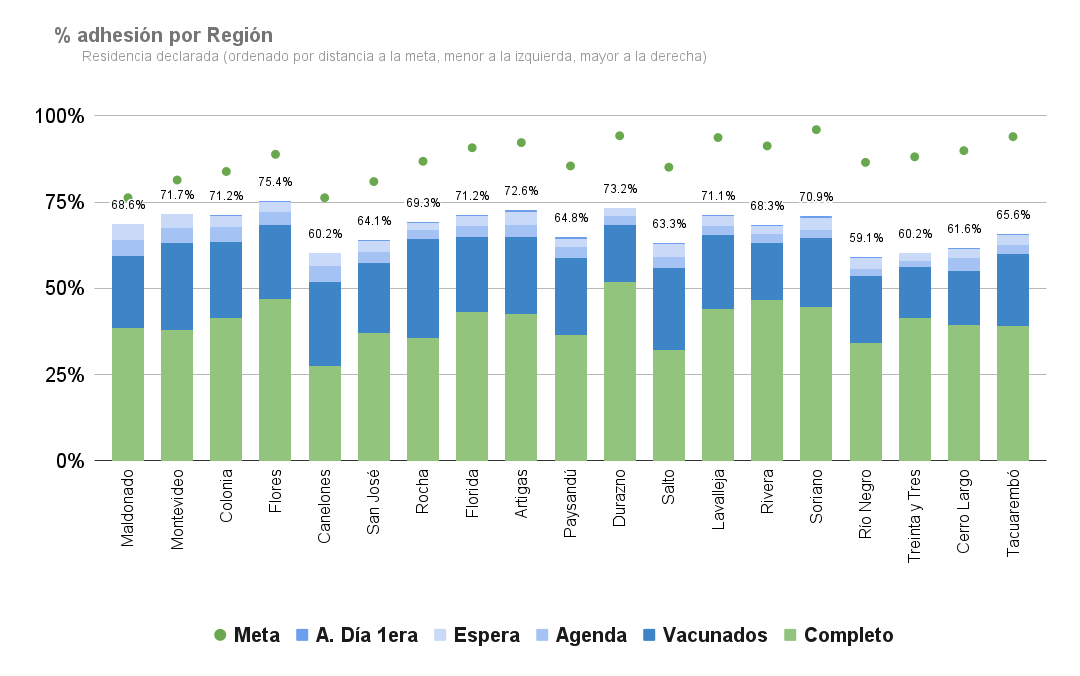 % adhesión por Región
Residencia declarada (ordenado por distancia a la meta, menor a la izquierda, mayor a la derecha)
100%
75%
50%
25%
0%
68.6%
71.7%
71.2%
75.4%
60.2%
64.1%
69.3%
71.2%
72.6%
64.8%
73.2%
63.3%
71.1%
68.3%
70.9%
59.1%
60.2%
61.6%
65.6%
Maldonado
Montevideo
Colonia
Flores
Canelones
San José
Rocha
Florida
Artigas
Paysandú
Durazno
Salto
Lavalleja
Rivera
Soriano
Río Negro
Treinta y Tres
Cerro Largo
Tacuarembó
Meta A. Día 1era Espera Agenda Vacunados Completo